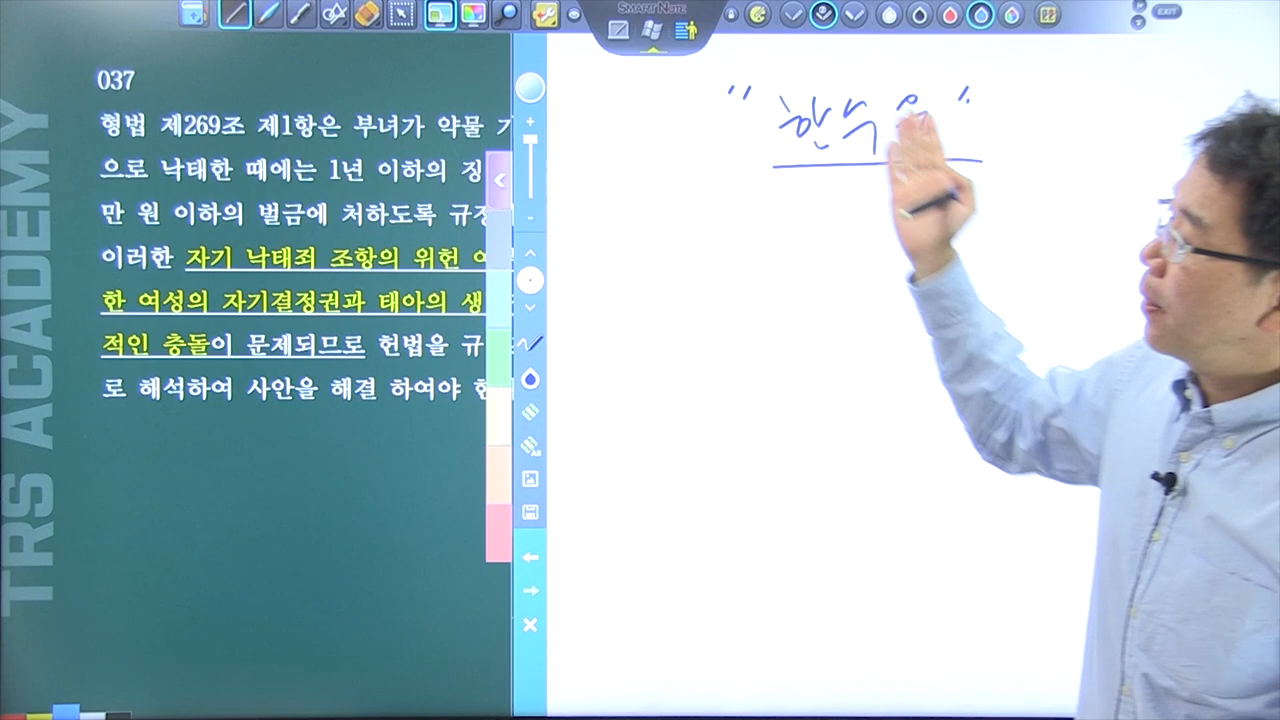 SMART NOTE
EXIT
037
형법 제269조 제1항은 부녀가 약물 기
으로 낙태한 때에는 1년 이하의 징
만 원 이하의 벌금에 처하도록 규정
이러한 자기 낙태죄 조항의 위헌 여
한 여성의 자기결정권과 태아의 생
적인 충돌이 문제되므로 헌법을 규
로 해석하여 사안을 해결 하여야 한
All
TRS ACADEMY